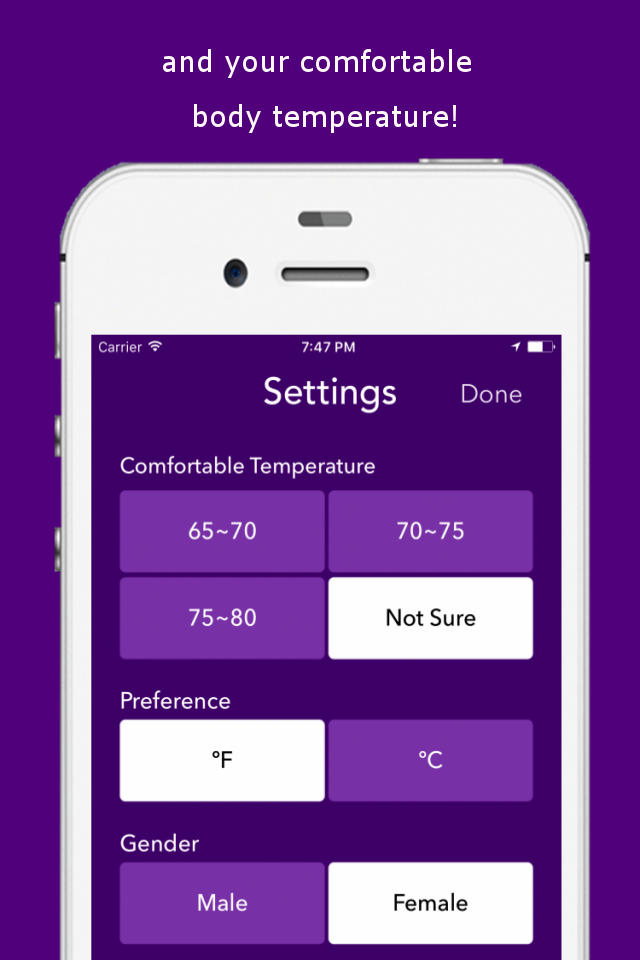 and your comfortable
body temperature!
Carrier 7:47 PM
Settings Done
Comfortable Temperature
65~70 70~75
75~80 Not Sure
Preference
°F °C
Gender
Male Female